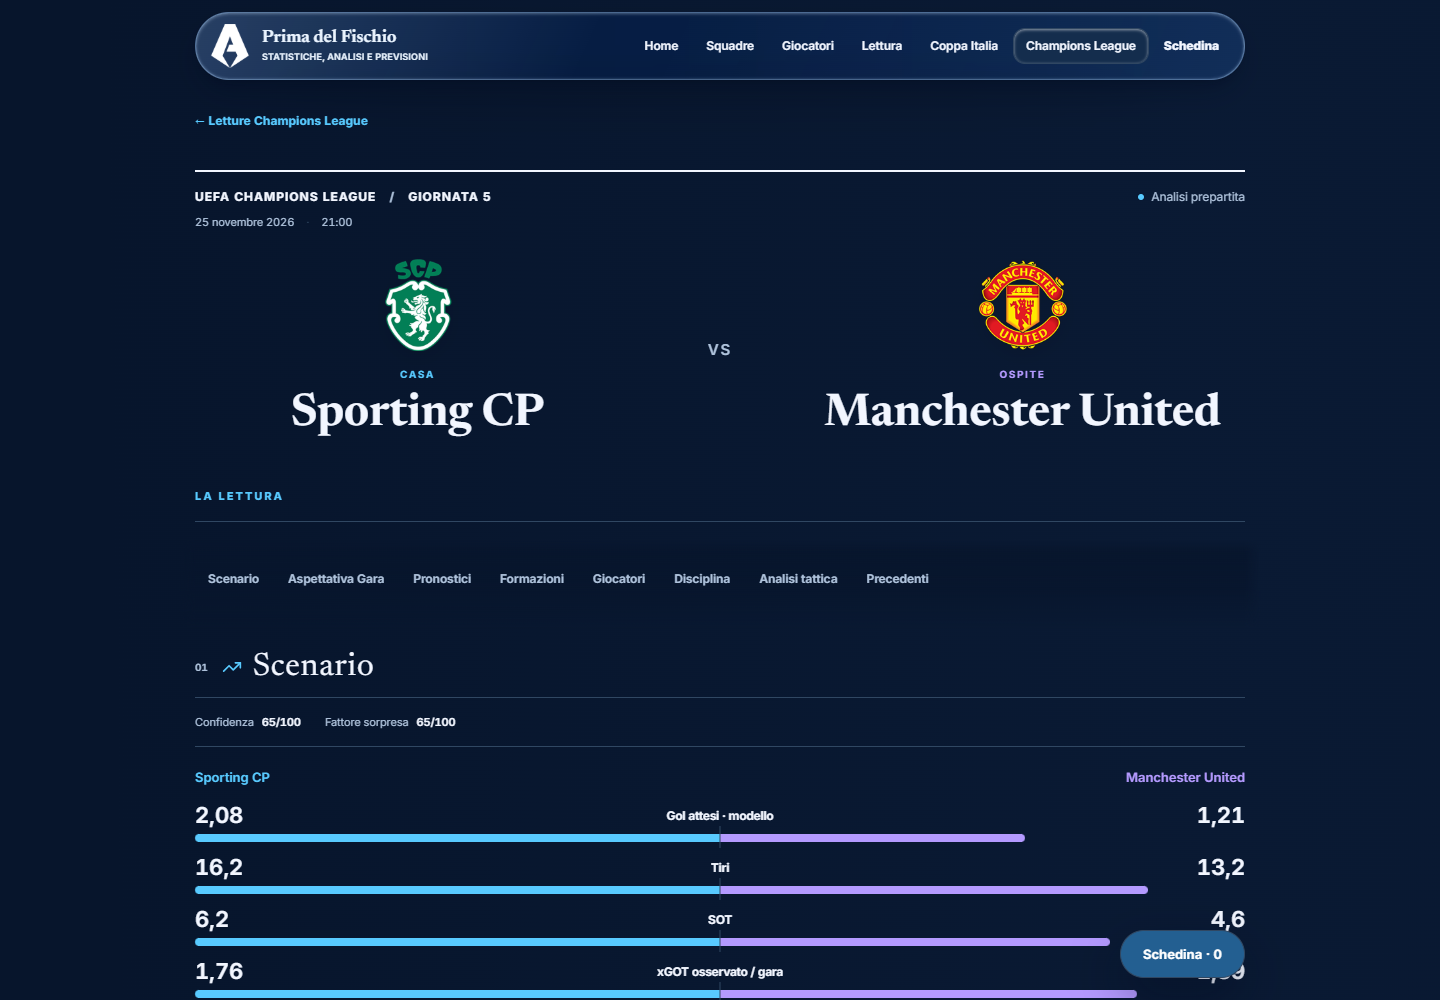 Prima del Fischio
STATISTICHE, ANALISI E PREVISIONI
Home Squadre Giocatori Lettura Coppa Italia Champions League Schedina
← Letture Champions League
UEFA CHAMPIONS LEAGUE / GIORNATA 5
Analisi prepartita
25 novembre 2026 · 21:00
SCP
MANCHESTER
UNITED
VS
CASA
OSPITE
Sporting CP
Manchester United
LA LETTURA
Scenario Aspettativa Gara Pronostici Formazioni Giocatori Disciplina Analisi tattica Precedenti
01 Scenario
Confidenza 65/100 Fattore sorpresa 65/100
Sporting CP Manchester United
2,08 Gol attesi · modello 1,21
16,2 Tiri 13,2
6,2 SOT 4,6
Schedina · 0
1,76 xGOT osservato / gara